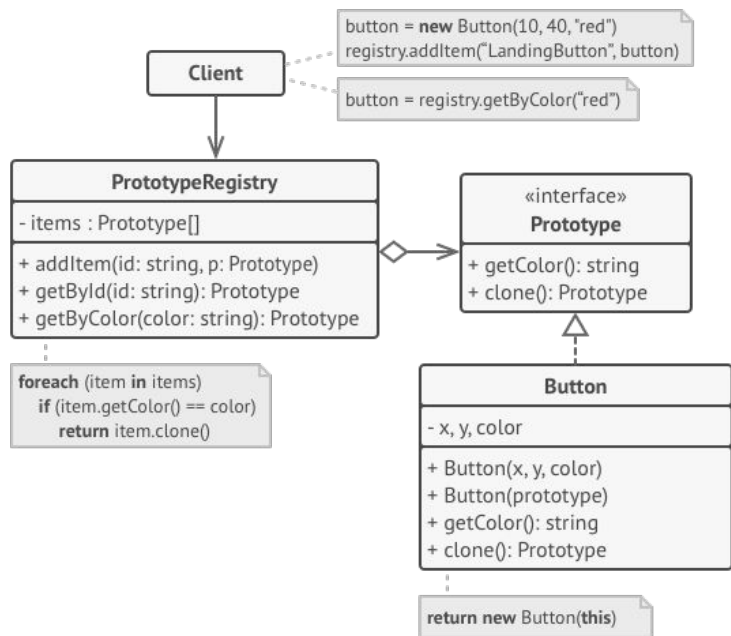 button = new Button(10, 40, "red")
registry.addItem(“LandingButton”, button)
Client
button = registry.getByColor(“red”)
PrototypeRegistry
- items : Prototype[]
+ addItem(id: string, p: Prototype)
+ getById(id: string): Prototype
+ getByColor(color: string): Prototype
«interface»
Prototype
+ getColor(): string
+ clone(): Prototype
foreach (item in items)
if (item.getColor() == color)
return item.clone()
Button
- x, y, color
+ Button(x, y, color)
+ Button(prototype)
+ getColor(): string
+ clone(): Prototype
return new Button(this)